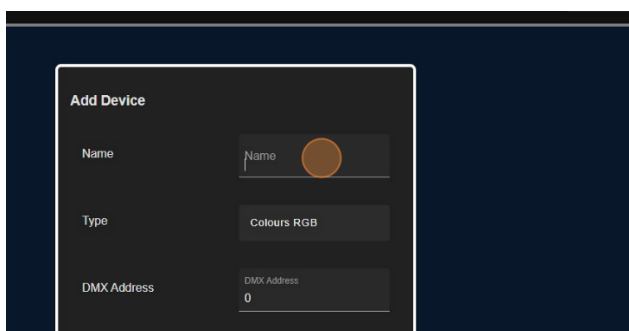 Add Device
Name
Name
Type
Colours RGB
DMX Address
DMX Address
0